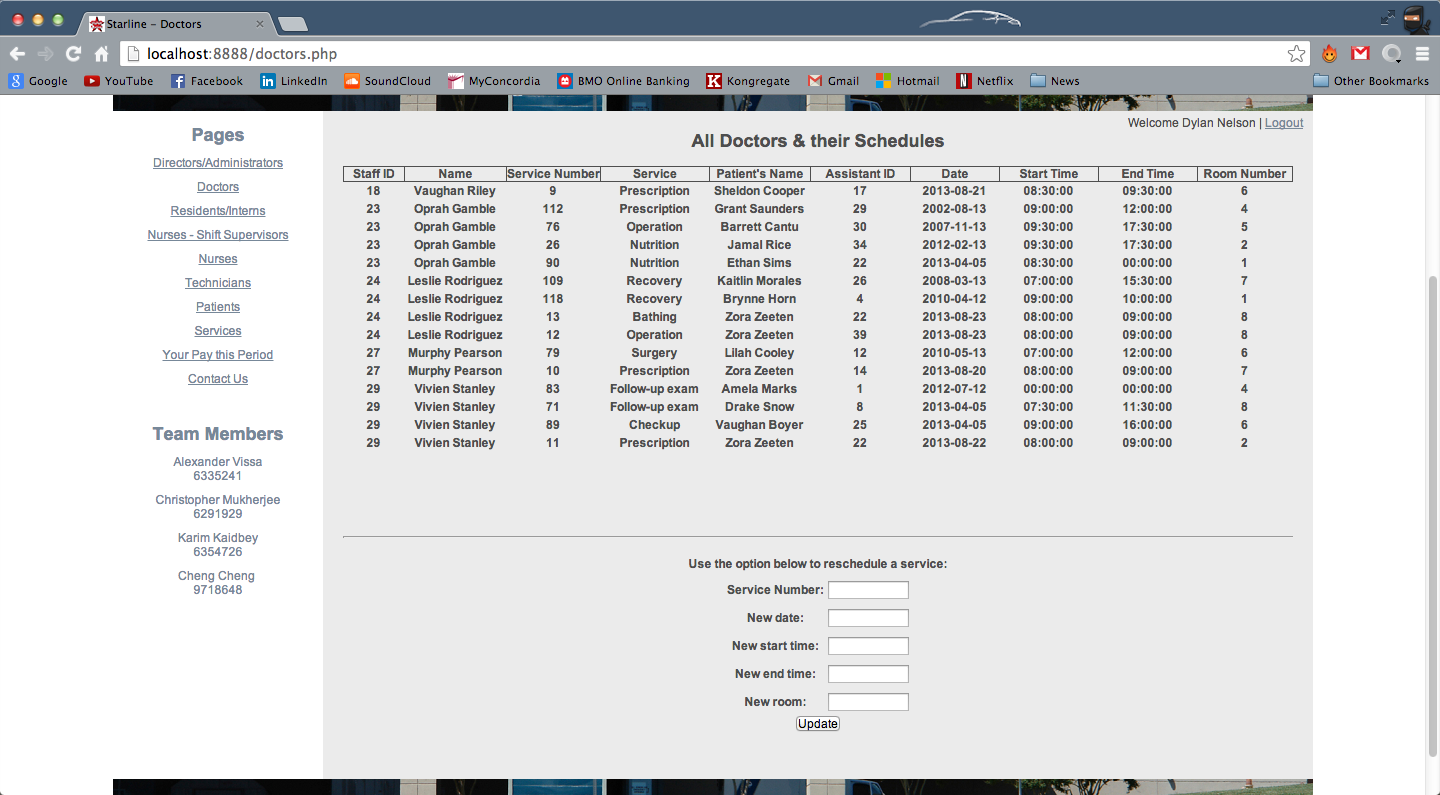 Starline – Doctors
localhost:8888/doctors.php
Google YouTube Facebook LinkedIn SoundCloud MyConcordia BMO Online Banking Kongregate Gmail Hotmail Netflix News Other Bookmarks
Welcome Dylan Nelson | Logout
Pages
Directors/Administrators
Doctors
Residents/Interns
Nurses - Shift Supervisors
Nurses
Technicians
Patients
Services
Your Pay this Period
Contact Us
Team Members
Alexander Vissa
6335241
Christopher Mukherjee
6291929
Karim Kaidbey
6354726
Cheng Cheng
9718648
All Doctors & their Schedules
Staff ID Name Service Number Service Patient's Name Assistant ID Date Start Time End Time Room Number
18 Vaughan Riley 9 Prescription Sheldon Cooper 17 2013-08-21 08:30:00 09:30:00 6
23 Oprah Gamble 112 Prescription Grant Saunders 29 2002-08-13 09:00:00 12:00:00 4
23 Oprah Gamble 76 Operation Barrett Cantu 30 2007-11-13 09:30:00 17:30:00 5
23 Oprah Gamble 26 Nutrition Jamal Rice 34 2012-02-13 09:30:00 17:30:00 2
23 Oprah Gamble 90 Nutrition Ethan Sims 22 2013-04-05 08:30:00 00:00:00 1
24 Leslie Rodriguez 109 Recovery Kaitlin Morales 26 2008-03-13 07:00:00 15:30:00 7
24 Leslie Rodriguez 118 Recovery Brynne Horn 4 2010-04-12 09:00:00 10:00:00 1
24 Leslie Rodriguez 13 Bathing Zora Zeeten 22 2013-08-23 08:00:00 09:00:00 8
24 Leslie Rodriguez 12 Operation Zora Zeeten 39 2013-08-23 08:00:00 09:00:00 8
27 Murphy Pearson 79 Surgery Lilah Cooley 12 2010-05-13 07:00:00 12:00:00 6
27 Murphy Pearson 10 Prescription Zora Zeeten 14 2013-08-20 08:00:00 09:00:00 7
29 Vivien Stanley 83 Follow-up exam Amela Marks 1 2012-07-12 00:00:00 00:00:00 4
29 Vivien Stanley 71 Follow-up exam Drake Snow 8 2013-04-05 07:30:00 11:30:00 8
29 Vivien Stanley 89 Checkup Vaughan Boyer 25 2013-04-05 09:00:00 16:00:00 6
29 Vivien Stanley 11 Prescription Zora Zeeten 22 2013-08-22 08:00:00 09:00:00 2
Use the option below to reschedule a service:
Service Number:
New date:
New start time:
New end time:
New room:
Update